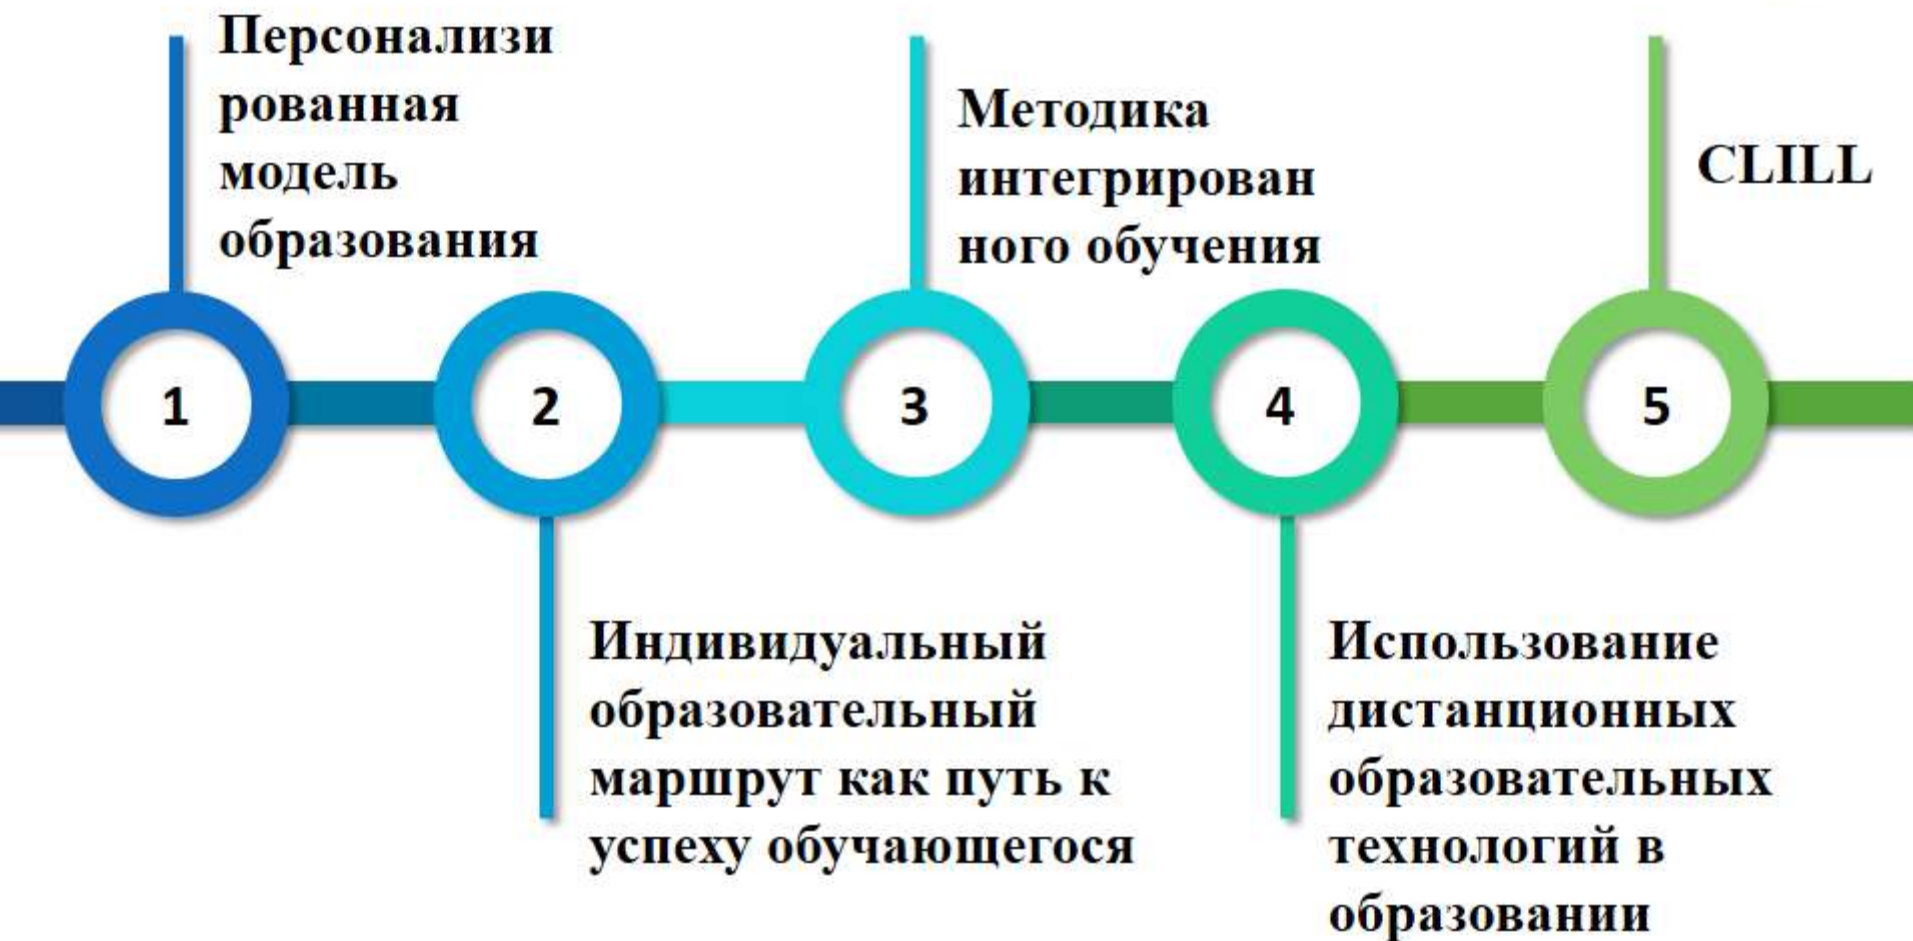 Персонализи
рованная
модель
образования
Методика
интегрирован
ного обучения
CLILL
1
2
3
4
5
Индивидуальный
образовательный
маршрут как путь к
успеху обучающегося
Использование
дистанционных
образовательных
технологий в
образовании